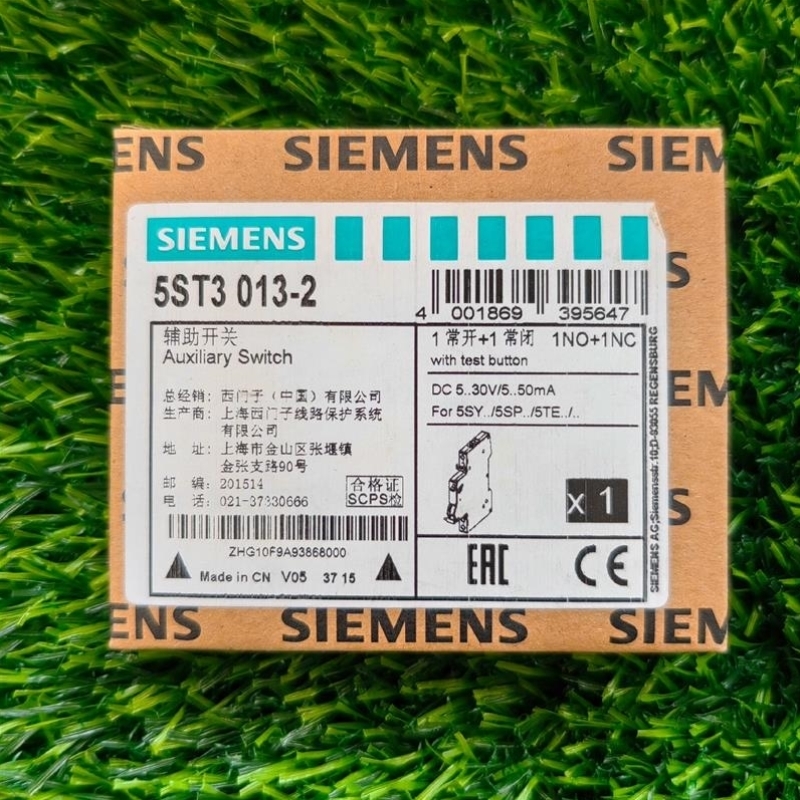 ENS SIEMENS SIEM
SIEMENS
5ST3 013-2
4 001869 395647
辅助开关
Auxiliary Switch
1 常开+1 常闭 1NO+1NC
with test button
DC 5..30V/5..50mA
For 5SY../5SP../5TE../..
总经销: 西门子（中国）有限公司
生产商: 上海西门子线路保护系统
有限公司
地 址: 上海市金山区张堰镇
金张支路90号
邮 编: 201514
电 话: 021-37330666
合格证
SCPS检
x 1
ZHG10F9A93868000
Made in CN V05 37 15
EAC
CE
SIEMENS AG;Siemensstr.10;D-93055 REGENSBURG
S
S
ENS SIEMENS SIEM